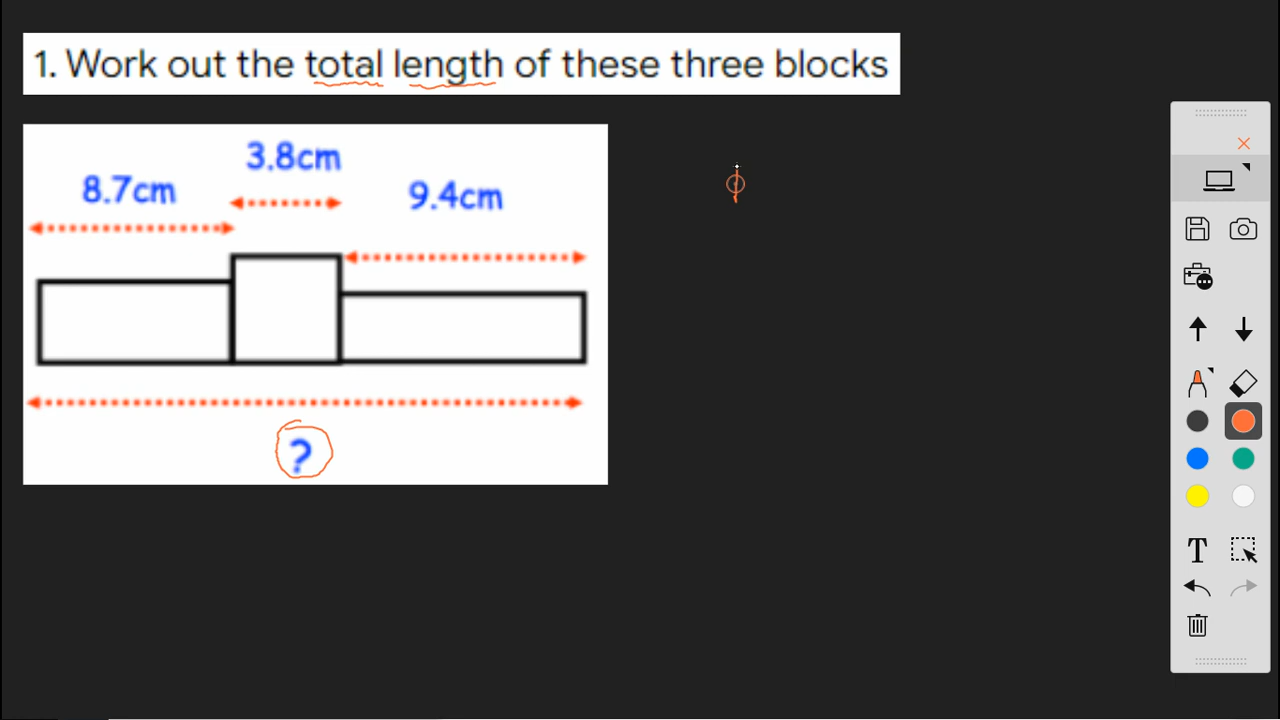 1. Work out the total length of these three blocks
3.8cm
8.7cm
9.4cm
?
T